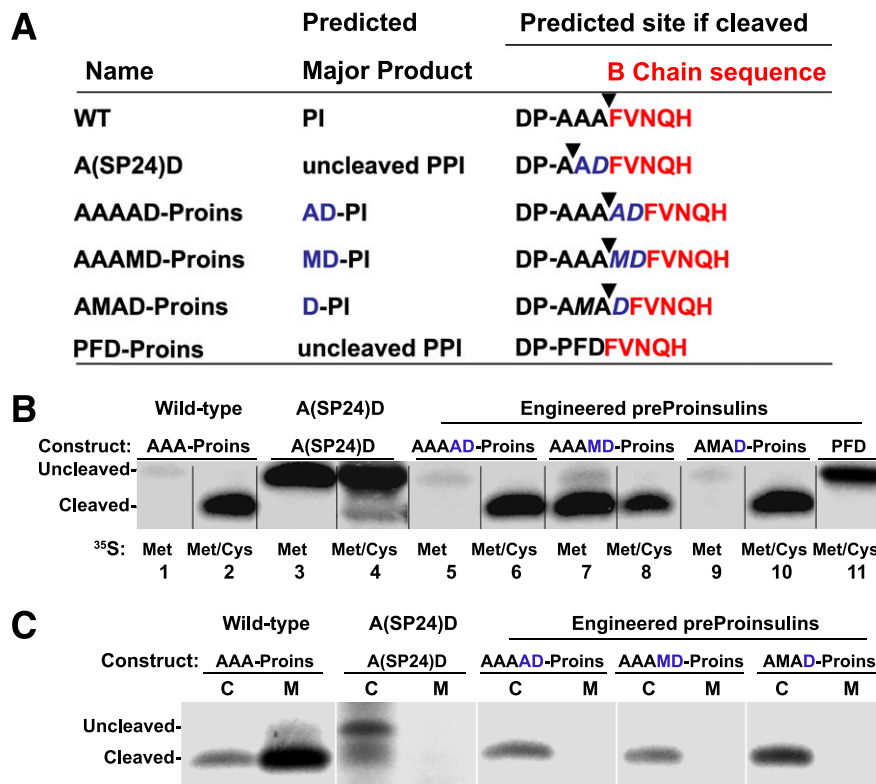 A
Predicted Predicted site if cleaved
Name Major Product B Chain sequence
WT PI DP-AAAFVNQH
A(SP24)D uncleaved PPI DP-AADFVNQH
AAAAD-Proins AD-PI DP-AAAADFVNQH
AAAMD-Proins MD-PI DP-AAAMDFVNQH
AMAD-Proins D-PI DP-AMADFVNQH
PFD-Proins uncleaved PPI DP-PFDFVNQH
B
Wild-type A(SP24)D Engineered preProinsulins
Construct: AAA-Proins A(SP24)D AAAAD-Proins AAAMD-Proins AMAD-Proins PFD
Uncleaved-
Cleaved-
³⁵S: Met Met/Cys Met Met/Cys Met Met/Cys Met Met/Cys Met Met/Cys Met/Cys
1 2 3 4 5 6 7 8 9 10 11
C
Wild-type A(SP24)D Engineered preProinsulins
Construct: AAA-Proins A(SP24)D AAAAD-Proins AAAMD-Proins AMAD-Proins
C M C M C M C M C M
Uncleaved-
Cleaved-